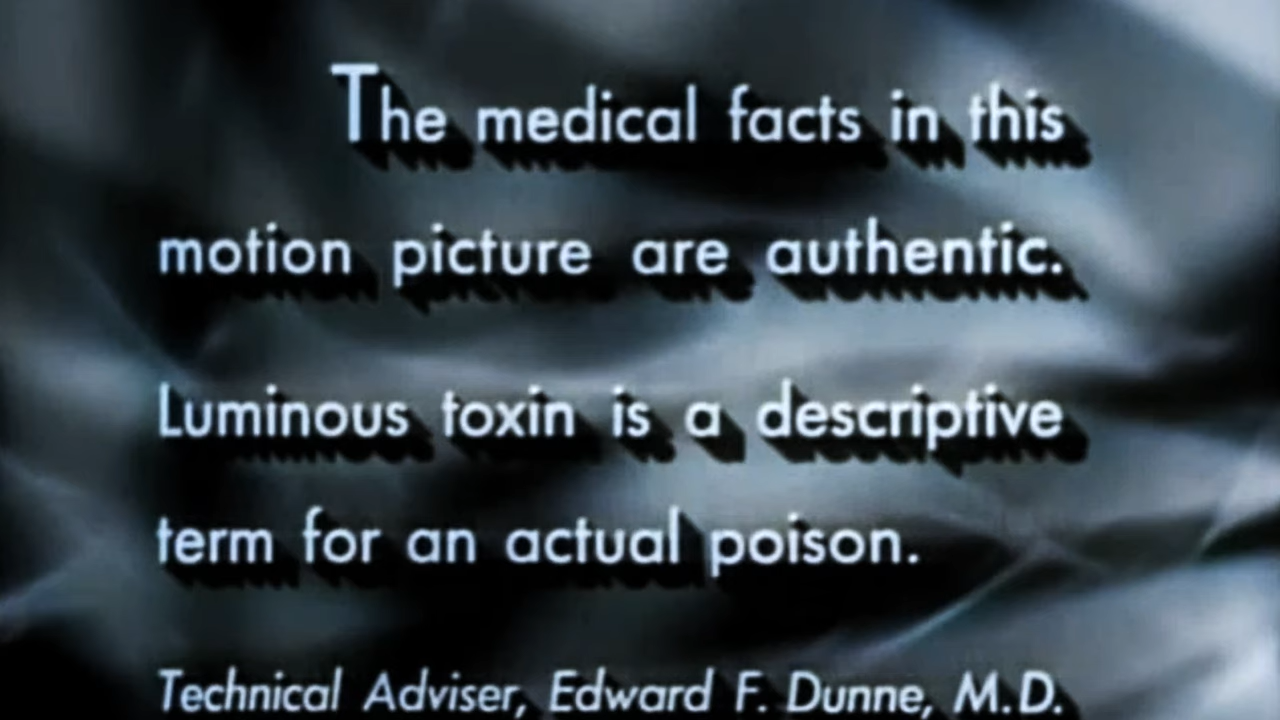 The medical facts in this
motion picture are authentic.
Luminous toxin is a descriptive
term for an actual poison.
Technical Adviser, Edward F. Dunne, M.D.